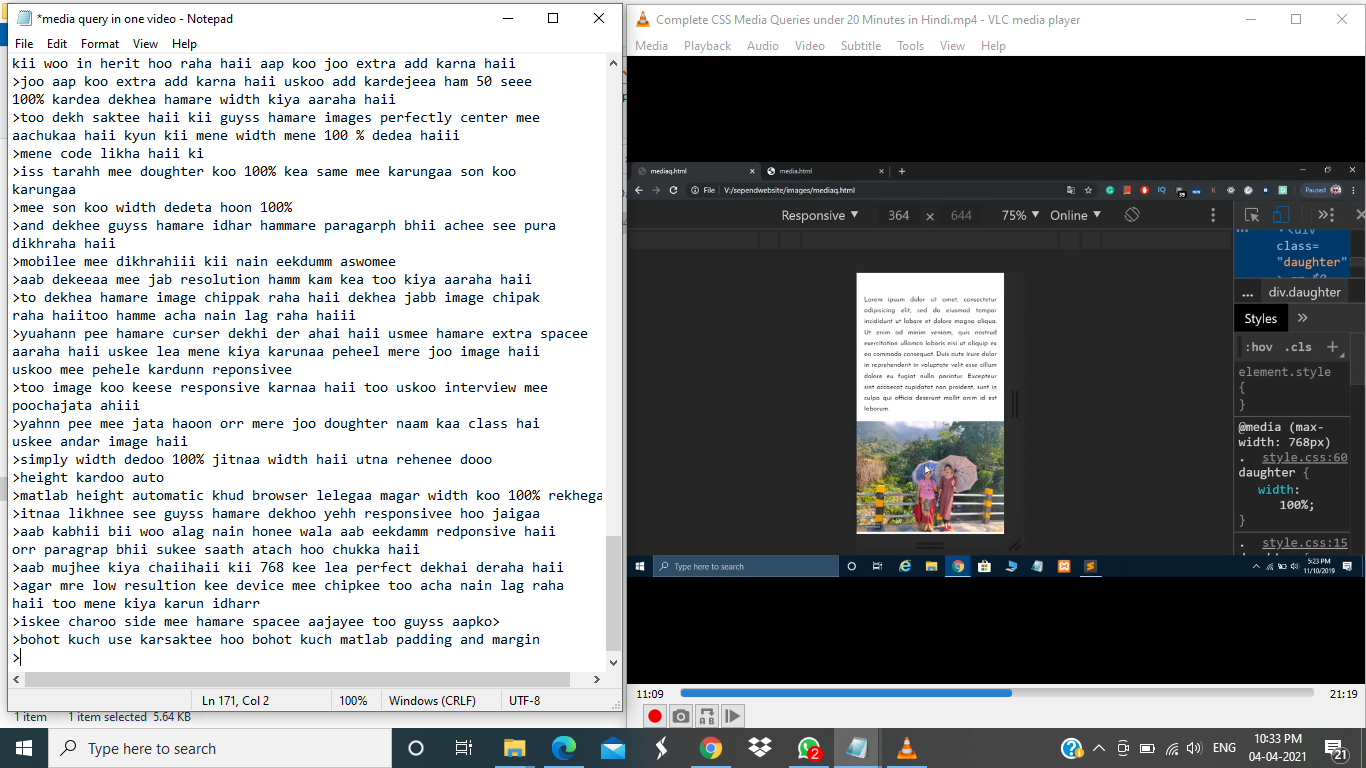 *media query in one video - Notepad
File Edit Format View Help
kii woo in herit hoo raha haii aap koo joo extra add karna haii
>joo aap koo extra add karna haii uskoo add kardejeea ham 50 seee
100% kardea dekhea hamare width kiya aaraha haii
>too dekh saktee haii kii guyss hamare images perfectly center mee
aachukaa haii kyun kii mene width mene 100 % dedea haiii
>mene code likha haii ki
>iss tarahh mee doughter koo 100% kea same mee karungaa son koo
karungaa
>mee son koo width dedeta hoon 100%
>and dekhee guyss hamare idhar hammare paragarph bhii achee see pura
dikhraha haii
>mobilee mee dikhrahiii kii nain eekdumm aswomee
>aab dekeeaa mee jab resolution hamm kam kea too kiya aaraha haii
>to dekhea hamare image chippak raha haii dekhea jabb image chipak
raha haiitoo hamme acha nain lag raha haiii
>yuahann pee hamare curser dekhi der ahai haii usmee hamare extra spacee
aaraha haii uskee lea mene kiya karunaa peheel mere joo image haii
uskoo mee pehele kardunn reponsivee
>too image koo keese responsive karnaa haii too uskoo interview mee
poochajata ahiii
>yahnn pee mee jata haoon orr mere joo doughter naam kaa class hai
uskee andar image haii
>simply width dedoo 100% jitnaa width haii utna rehenee dooo
>height kardoo auto
>matlab height automatic khud browser lelegaa magar width koo 100% rekhega
>itnaa likhnee see guyss hamare dekhoo yehh responsivee hoo jaigaa
>aab kabhii bii woo alag nain honee wala aab eekdamm redponsive haii
orr paragrap bhii sukee saath atach hoo chukka haii
>aab mujhee kiya chaiihaii kii 768 kee lea perfect dekhai deraha haii
>agar mre low resultion kee device mee chipkee too acha nain lag raha
haii too mene kiya karun idharr
>iskee charoo side mee hamare spacee aajayee too guyss aapko>
>bohot kuch use karsaktee hoo bohot kuch matlab padding and margin
>
Ln 171, Col 2 100% Windows (CRLF) UTF-8
1 item 1 item selected 5.64 KB
Complete CSS Media Queries under 20 Minutes in Hindi.mp4 - VLC media player
Media Playback Audio Video Subtitle Tools View Help
mediaq.html media.html
File V:/sependwebsite/images/mediaq.html Paused
Responsive 364 × 644 75% Online
<div
class=
"daughter"
... div.daughter
Styles
:hov .cls +
element.style
{
}
@media (max-
width: 768px)
. style.css:60
daughter {
width:
100%;
}
. style.css:15
Lorem ipsum dolor sit amet, consectetur
adipisicing elit, sed do eiusmod tempor
incididunt ut labore et dolore magna aliqua.
Ut enim ad minim veniam, quis nostrud
exercitation ullamco laboris nisi ut aliquip ex
ea commodo consequat. Duis aute irure dolor
in reprehenderit in voluptate velit esse cillum
dolore eu fugiat nulla pariatur. Excepteur
sint occaecat cupidatat non proident, sunt in
culpa qui officia deserunt mollit anim id est
laborum.
Type here to search
5:23 PM
11/10/2019
11:09 21:19
Type here to search
2
ENG
10:33 PM
04-04-2021
21